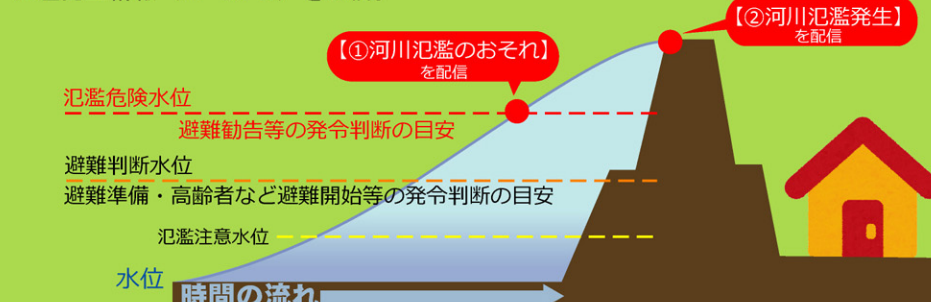 【②河川氾濫発生】
を配信
【①河川氾濫のおそれ】
を配信
氾濫危険水位
避難勧告等の発令判断の目安
避難判断水位
避難準備・高齢者など避難開始等の発令判断の目安
氾濫注意水位
水位
時間の流れ